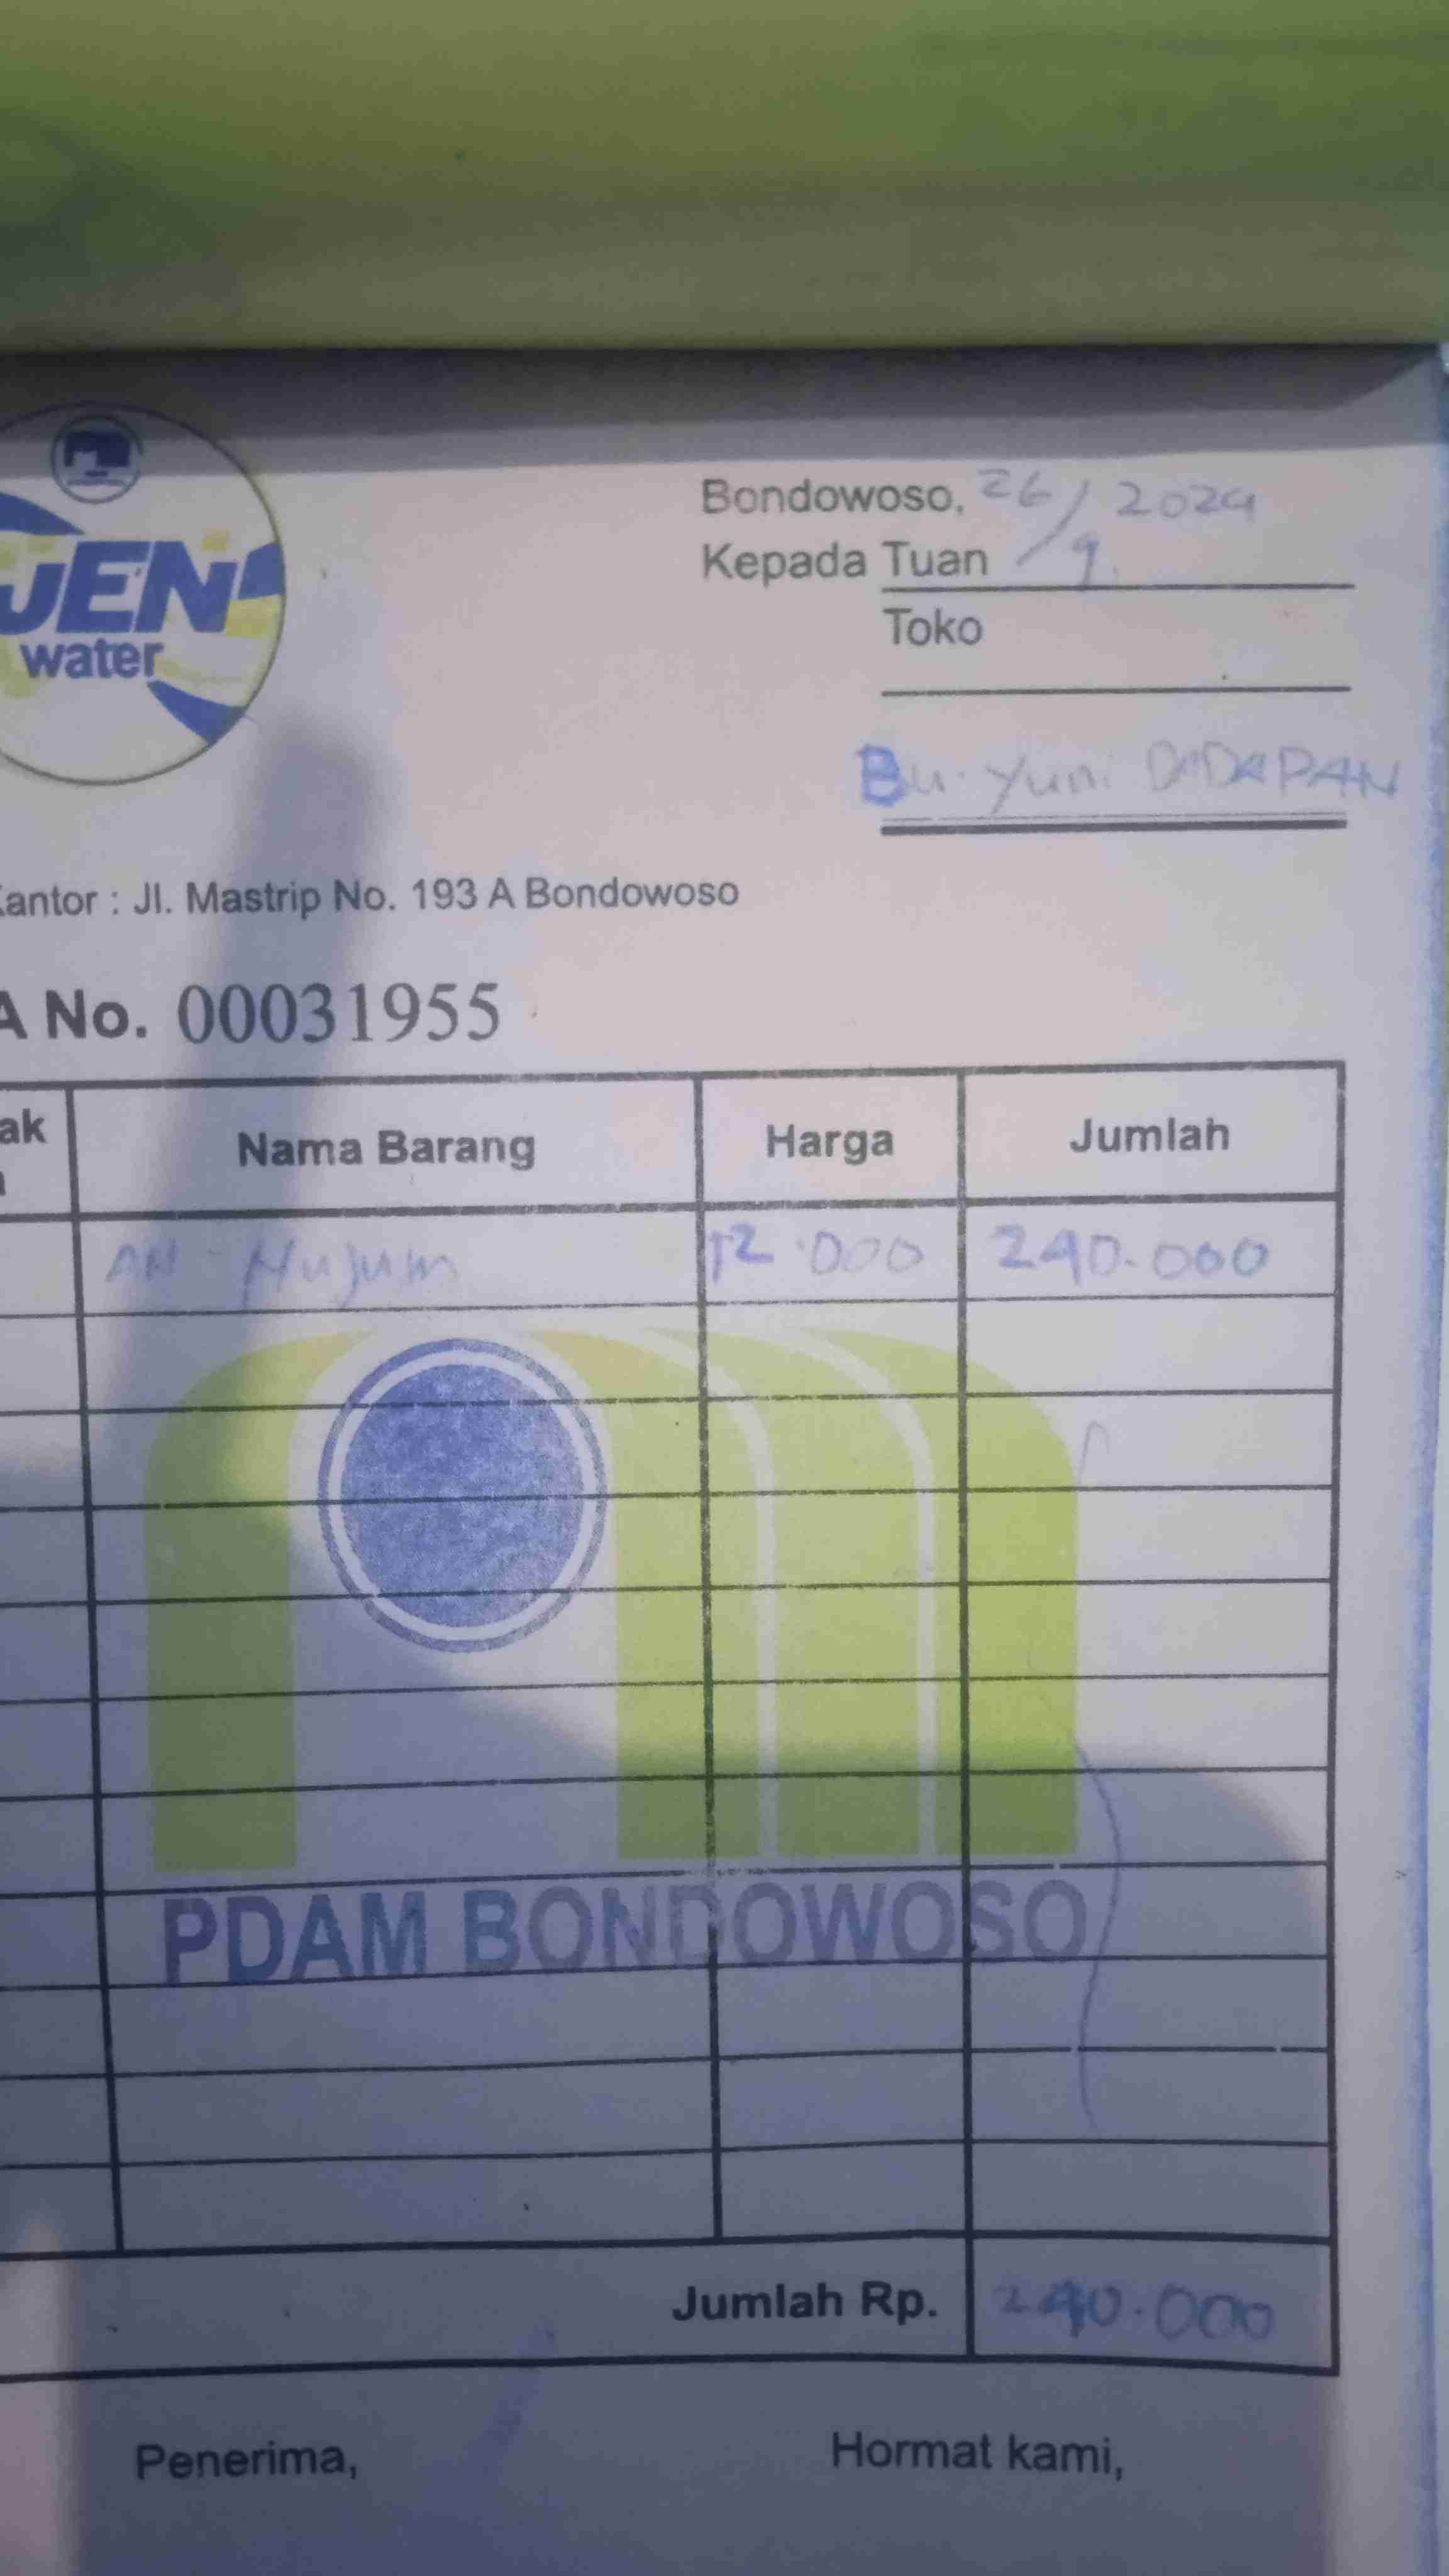 JEN
water
Bondowoso, 26/9 2024
Kepada Tuan
Toko
Bu. Yuni DADAPAN
Kantor : Jl. Mastrip No. 193 A Bondowoso
A No. 00031955
ak Nama Barang Harga Jumlah
AN Nujum 12.000 240.000
PDAM BONDOWOSO
Jumlah Rp. 240.000
Penerima, Hormat kami,